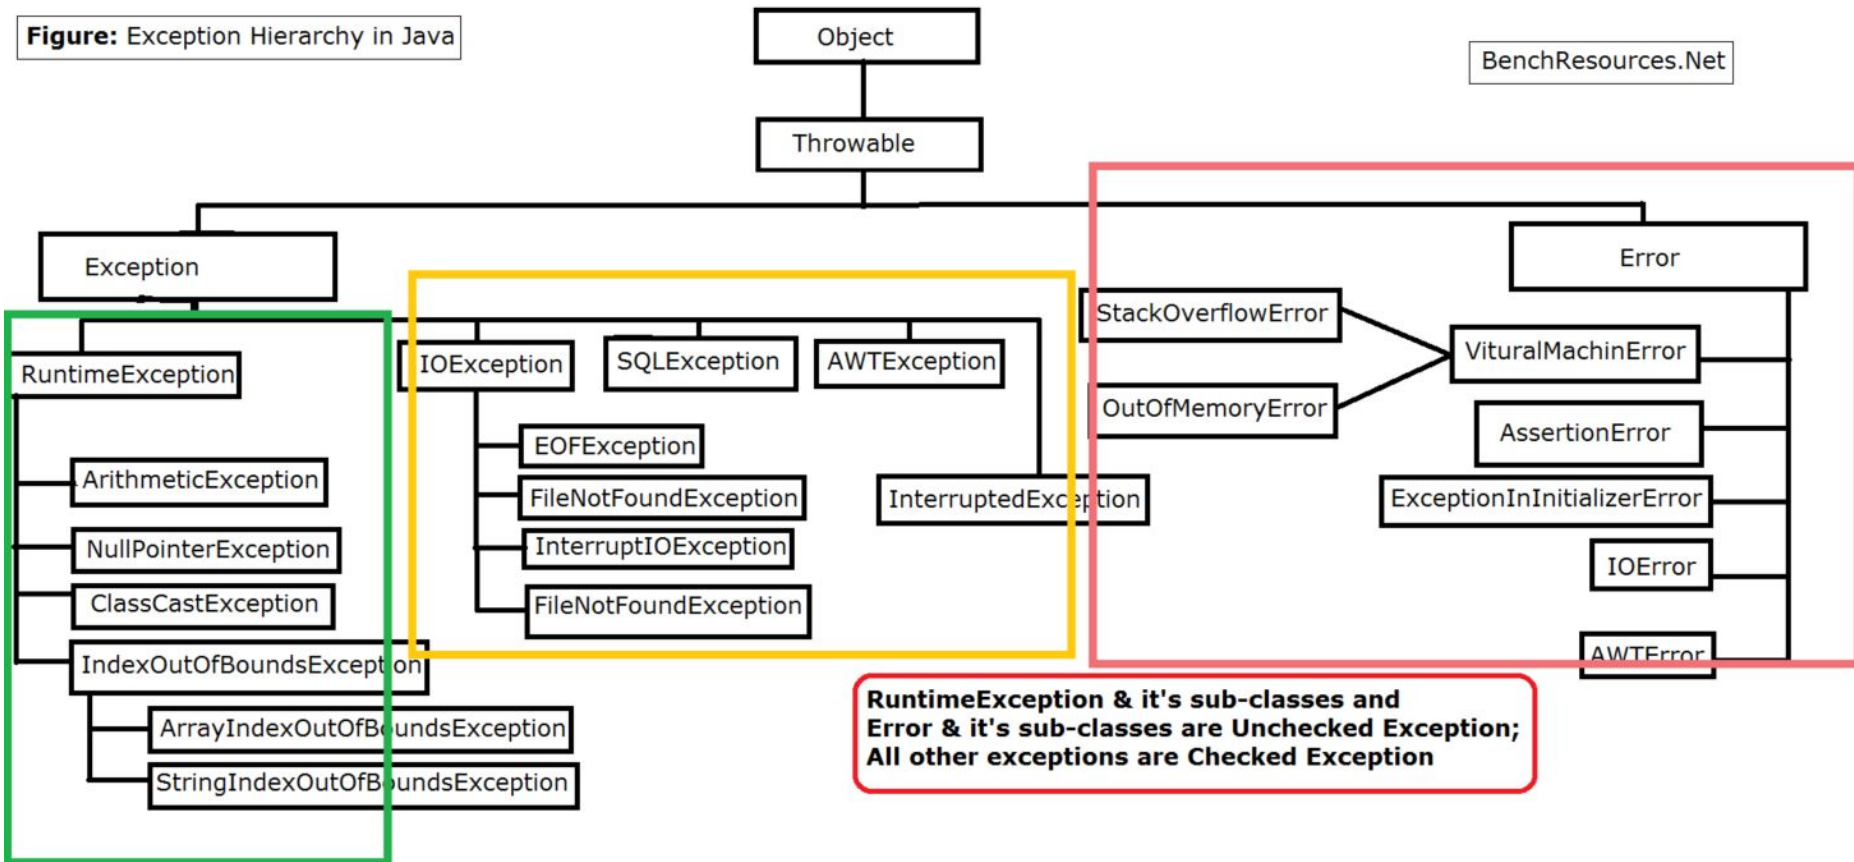 Figure: Exception Hierarchy in Java
Object
BenchResources.Net
Throwable
Exception
Error
RuntimeException
IOException
SQLException
AWTException
StackOverflowError
VituralMachinError
OutOfMemoryError
AssertionError
ArithmeticException
EOFException
FileNotFoundException
InterruptedException
ExceptionInInitializerError
NullPointerException
InterruptIOException
IOError
ClassCastException
FileNotFoundException
IndexOutOfBoundsException
AWTError
ArrayIndexOutOfBoundsException
StringIndexOutOfBoundsException
RuntimeException & it's sub-classes and
Error & it's sub-classes are Unchecked Exception;
All other exceptions are Checked Exception